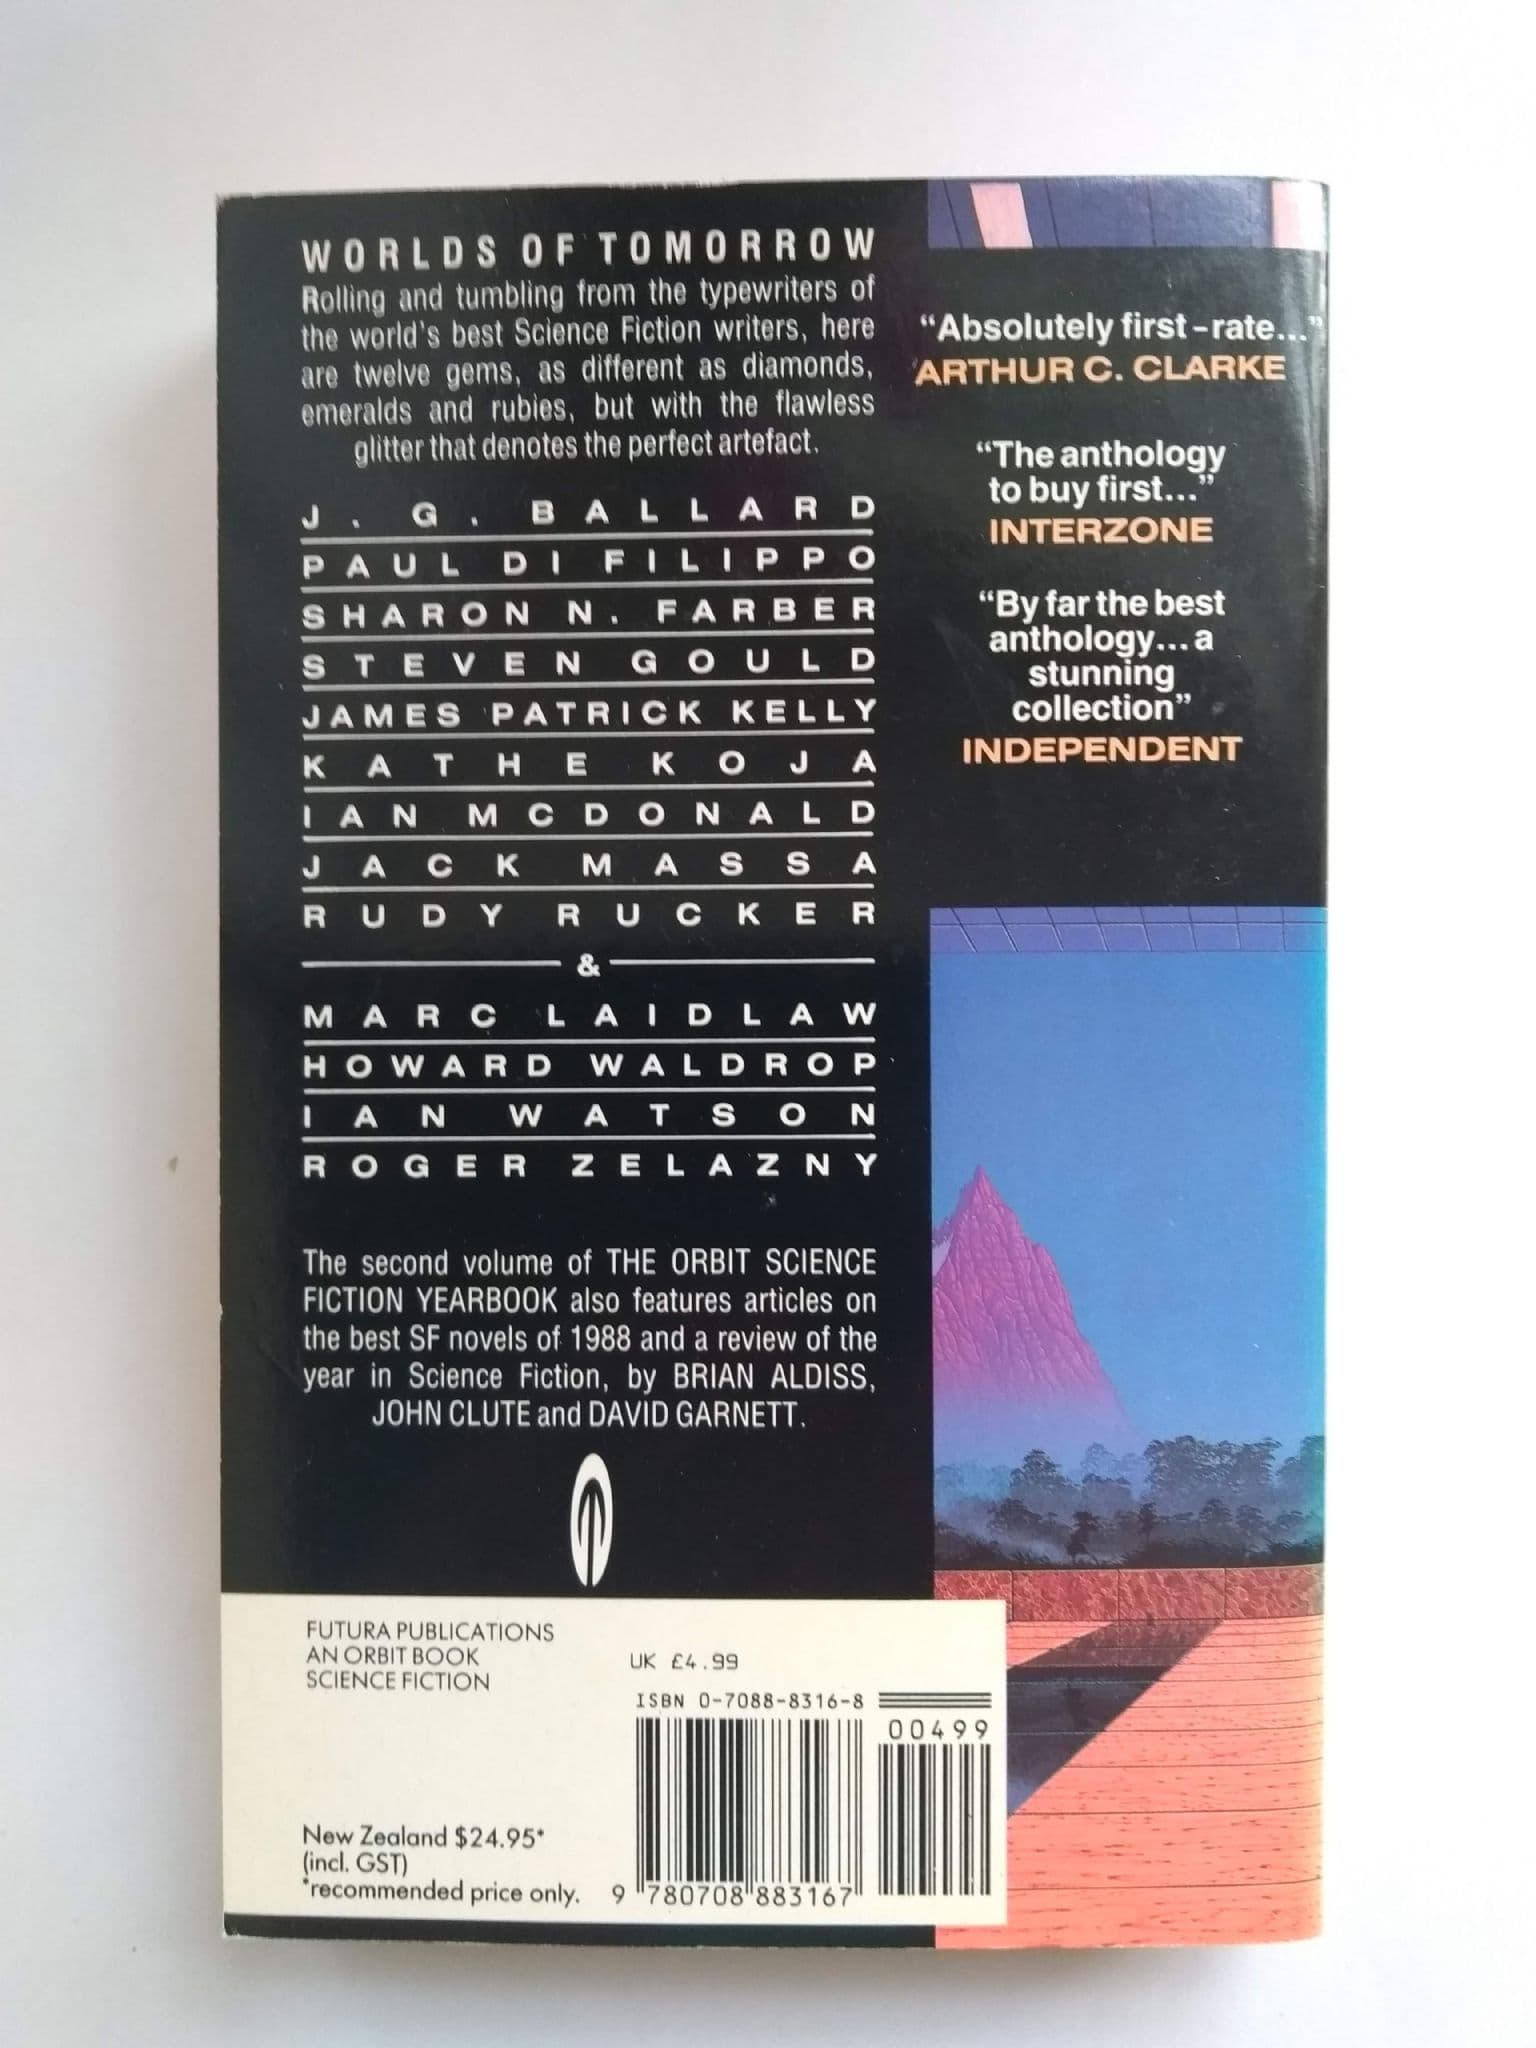 WORLDS OF TOMORROW
Rolling and tumbling from the typewriters of
the world's best Science Fiction writers, here
are twelve gems, as different as diamonds,
emeralds and rubies, but with the flawless
glitter that denotes the perfect artefact.
J. G. BALLARD
PAUL DI FILIPPO
SHARON N. FARBER
STEVEN GOULD
JAMES PATRICK KELLY
KATHE KOJA
IAN MCDONALD
JACK MASSA
RUDY RUCKER
&
MARC LAIDLAW
HOWARD WALDROP
IAN WATSON
ROGER ZELAZNY
The second volume of THE ORBIT SCIENCE
FICTION YEARBOOK also features articles on
the best SF novels of 1988 and a review of the
year in Science Fiction, by BRIAN ALDISS,
JOHN CLUTE and DAVID GARNETT.
"Absolutely first-rate..."
ARTHUR C. CLARKE
"The anthology
to buy first..."
INTERZONE
"By far the best
anthology...a
stunning
collection"
INDEPENDENT
FUTURA PUBLICATIONS
AN ORBIT BOOK
SCIENCE FICTION
New Zealand $24.95*
(incl. GST)
*recommended price only.
UK £4.99
ISBN 0-7088-8316-8
00499
9 780708 883167